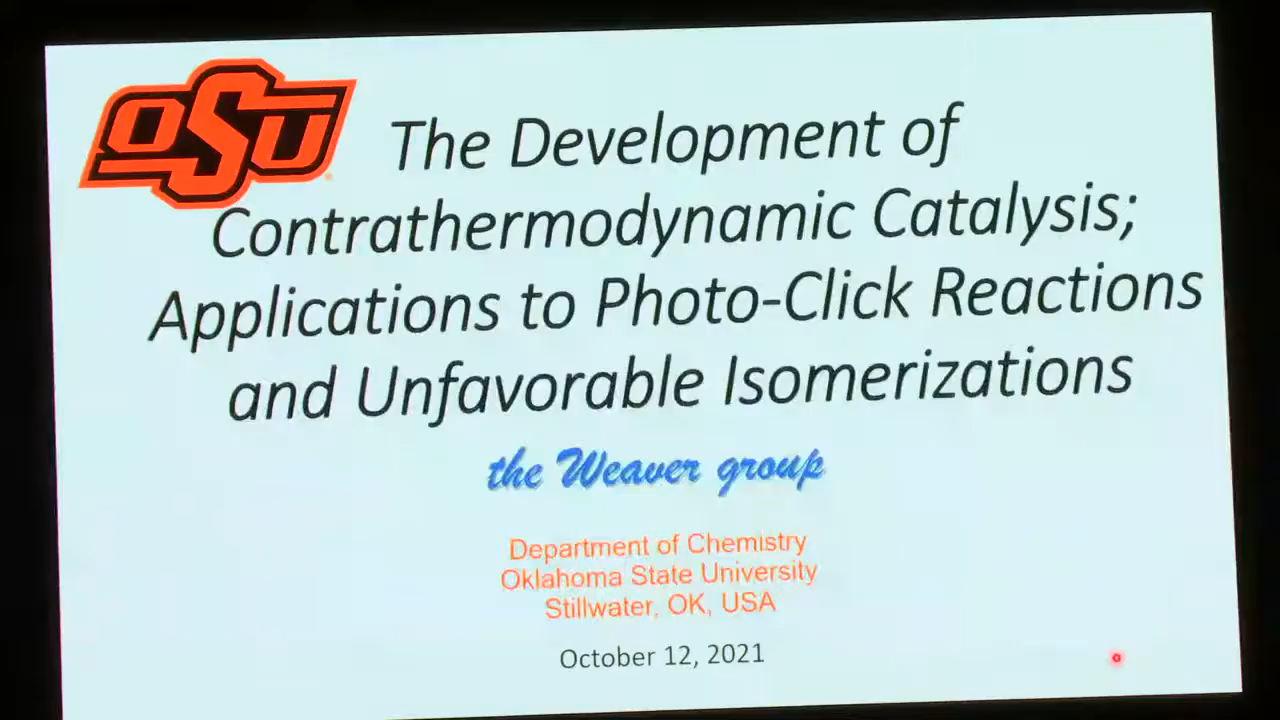 OSU
The Development of
Contrathermodynamic Catalysis;
Applications to Photo-Click Reactions
and Unfavorable Isomerizations
the Weaver group
Department of Chemistry
Oklahoma State University
Stillwater, OK, USA
October 12, 2021